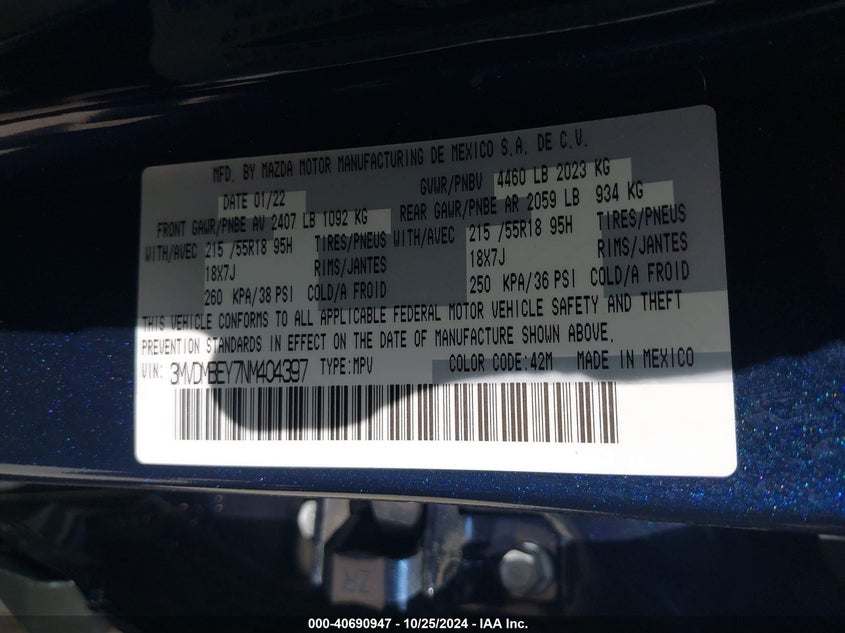 MFD. BY MAZDA MOTOR MANUFACTURING DE MEXICO S.A. DE C.V.
DATE 01/22 GVWR/PNBV 4460 LB 2023 KG
FRONT GAWR/PNBE AV 2407 LB 1092 KG REAR GAWR/PNBE AR 2059 LB 934 KG
WITH/AVEC 215 /55R18 95H TIRES/PNEUS WITH/AVEC 215 /55R18 95H TIRES/PNEUS
18X7J RIMS/JANTES 18X7J RIMS/JANTES
260 KPA/38 PSI COLD/A FROID 250 KPA/36 PSI COLD/A FROID
THIS VEHICLE CONFORMS TO ALL APPLICABLE FEDERAL MOTOR VEHICLE SAFETY AND THEFT
PREVENTION STANDARDS IN EFFECT ON THE DATE OF MANUFACTURE SHOWN ABOVE.
VIN: 3MVDMBEY7NM404397 TYPE:MPV COLOR CODE:42M MADE IN MEXICO
ZR
000-40690947 - 10/25/2024 - IAA Inc.